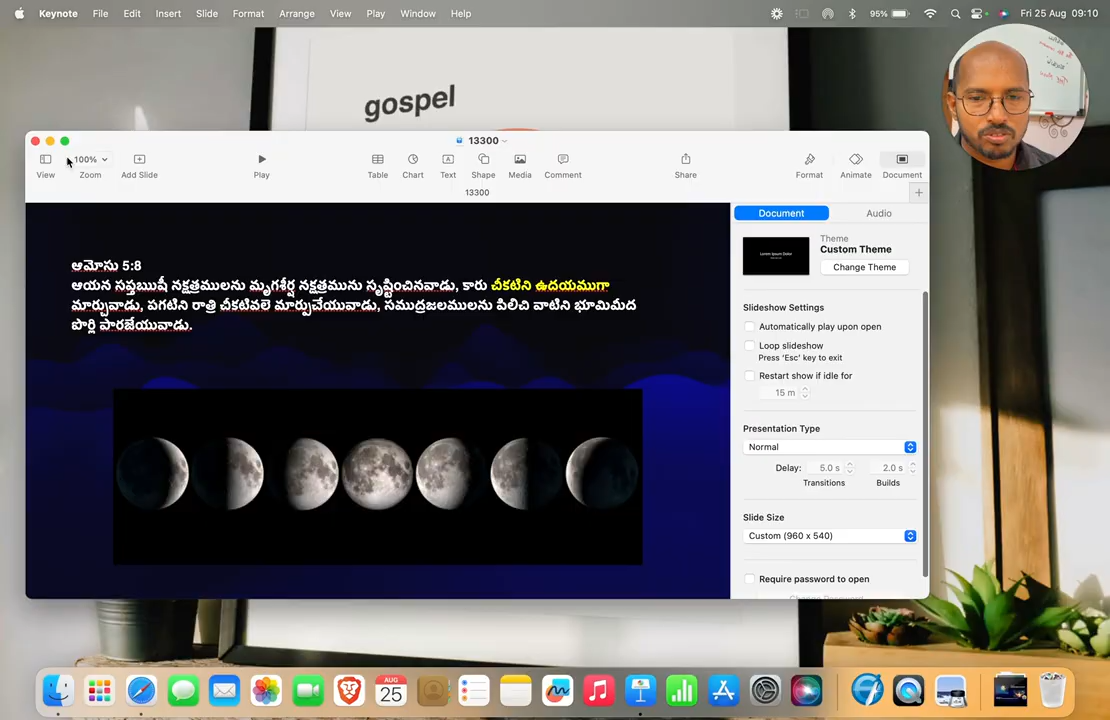 Keynote File Edit Insert Slide Format Arrange View Play Window Help
95% Fri 25 Aug 09:10
gospel
13300
100%
View Zoom Add Slide Play Table Chart Text Shape Media Comment Share Format Animate Document
13300
Document Audio
Theme
Custom Theme
Change Theme
ఆమోసు 5:8
ఆయన సప్తఋషీ నక్షత్రములను మృగశీర్ష నక్షత్రమును సృష్టించినవాడు, కారు చీకటిని ఉదయముగా
మార్చువాడు, పగటిని రాత్రి చీకటివలె మార్పుచేయువాడు, సముద్రజలములను పిలిచి వాటిని భూమిమీద
పొర్లి పారజేయువాడు.
Slideshow Settings
Automatically play upon open
Loop slideshow
Press ‘Esc’ key to exit
Restart show if idle for
15 m
Presentation Type
Normal
Delay: 5.0 s 2.0 s
Transitions Builds
Slide Size
Custom (960 x 540)
Require password to open
AUG
25